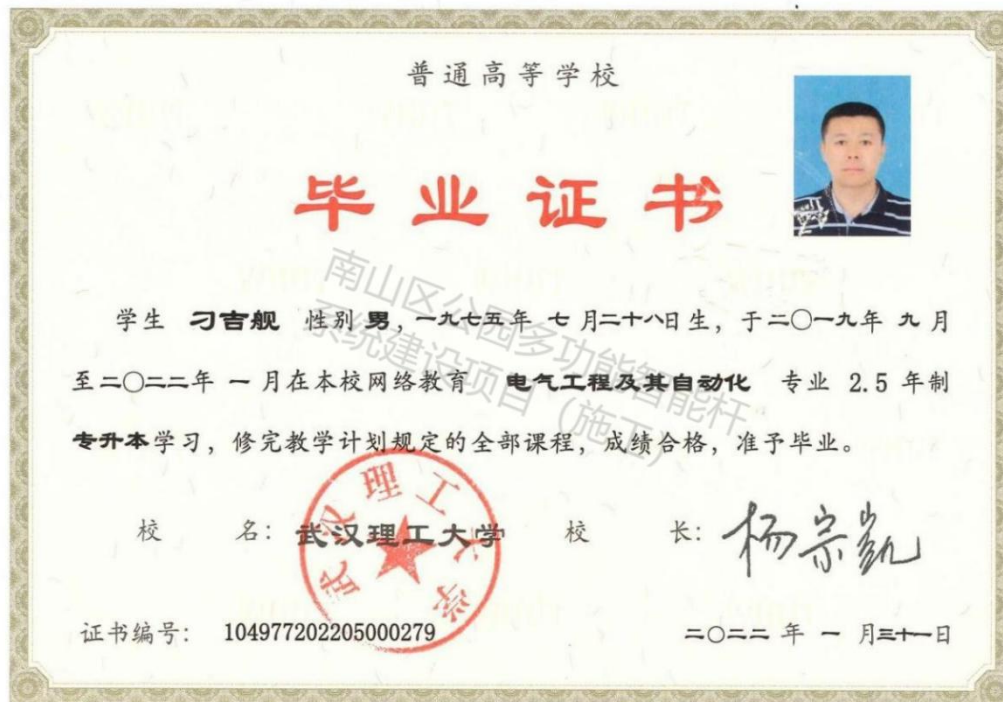 普通高等学校
毕业证书
学生 刁吉舰 性别 男，一九七五年 七 月二十八日生，于二〇一九年 九 月
至二〇二二年 一 月在本校网络教育 电气工程及其自动化 专业 2.5 年制
专升本学习，修完教学计划规定的全部课程，成绩合格，准予毕业。
校 名：武汉理工大学 校 长：杨宗凯
武汉理工大学
证书编号： 104977202205000279 二〇二二 年 一 月三十一日
南山区公园多功能智能杆
系统建设项目（施工）